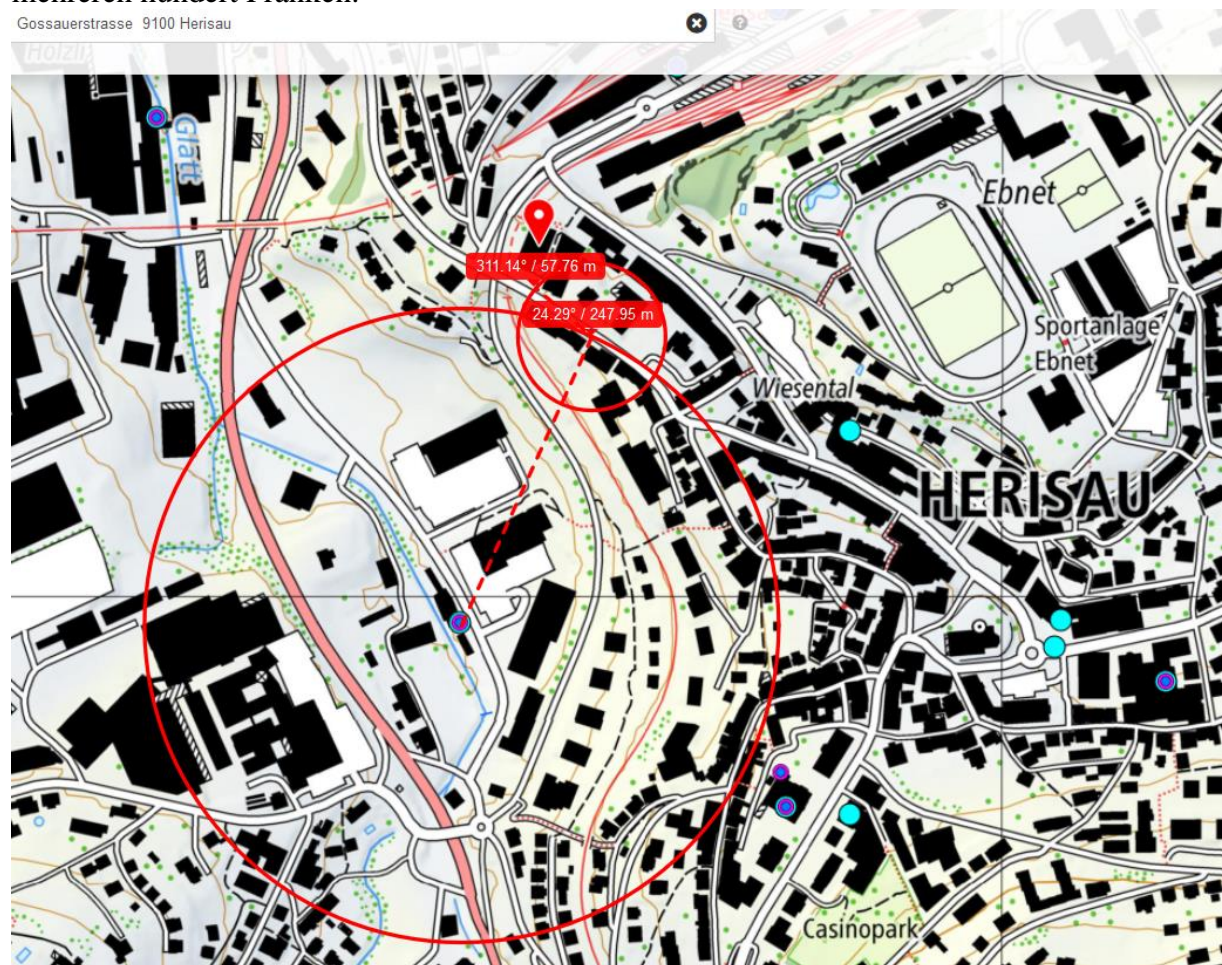 mehreren hundert Franken.
Gossauerstrasse 9100 Herisau
Glatt
Ebnet
311.14° / 57.76 m
24.29° / 247.95 m
Sportanlage
Ebnet
Wiesental
HERISAU
Casinopark